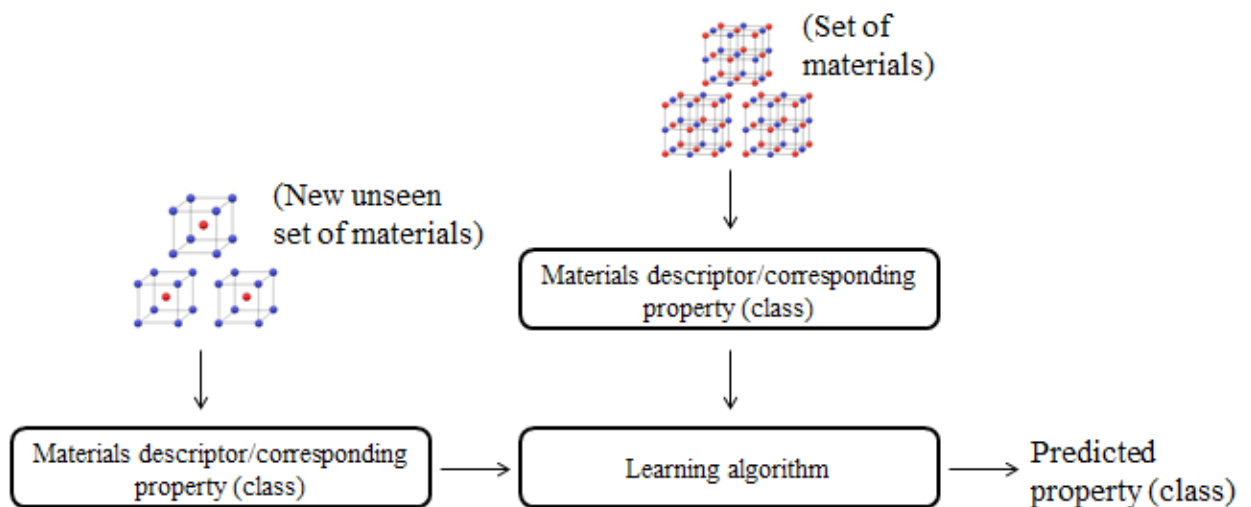 (Set of
materials)
(New unseen
set of materials)
Materials descriptor/corresponding
property (class)
Materials descriptor/corresponding
property (class)
Learning algorithm
Predicted
property (class)